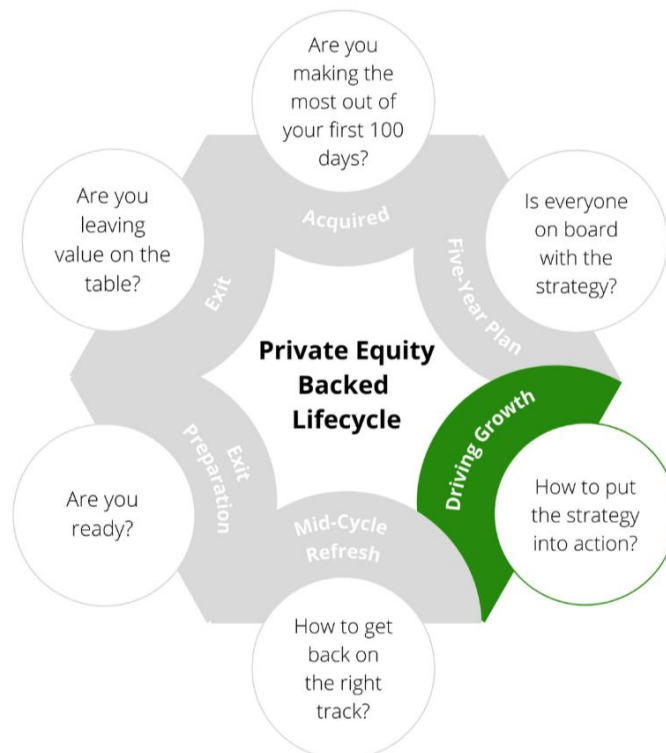 Are you
making the
most out of
your first 100
days?
Acquired
Is everyone
on board
with the
strategy?
Five-Year Plan
How to put
the strategy
into action?
Driving Growth
How to get
back on
the right
track?
Mid-Cycle
Refresh
Are you
ready?
Exit
Preparation
Are you
leaving
value on the
table?
Exit
Private Equity
Backed
Lifecycle